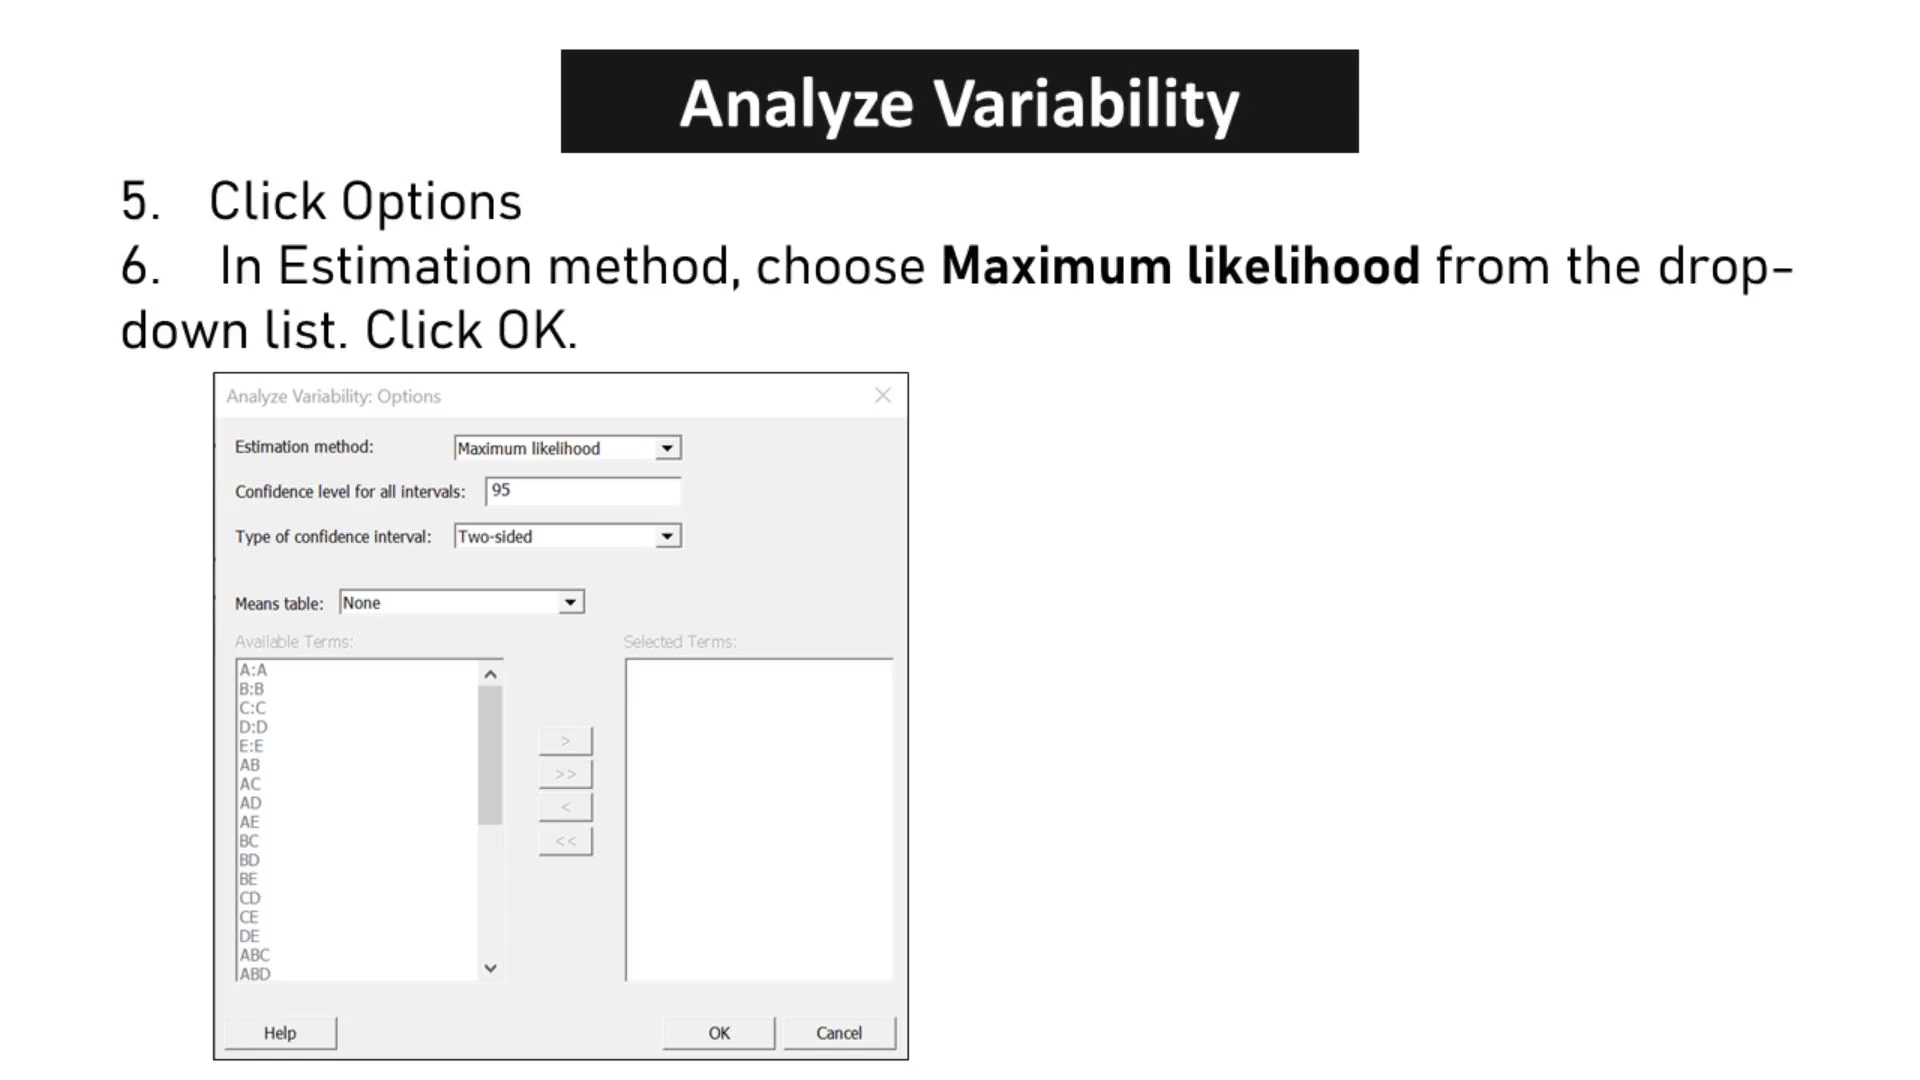 Analyze Variability
5. Click Options
6. In Estimation method, choose Maximum likelihood from the drop-
down list. Click OK.
Analyze Variability: Options
Estimation method: Maximum likelihood
Confidence level for all intervals: 95
Type of confidence interval: Two-sided
Means table: None
Available Terms: Selected Terms:
A:A
B:B
C:C
D:D
E:E
AB
AC
AD
AE
BC
BD
BE
CD
CE
DE
ABC
ABD
>
>>
<
<<
Help OK Cancel